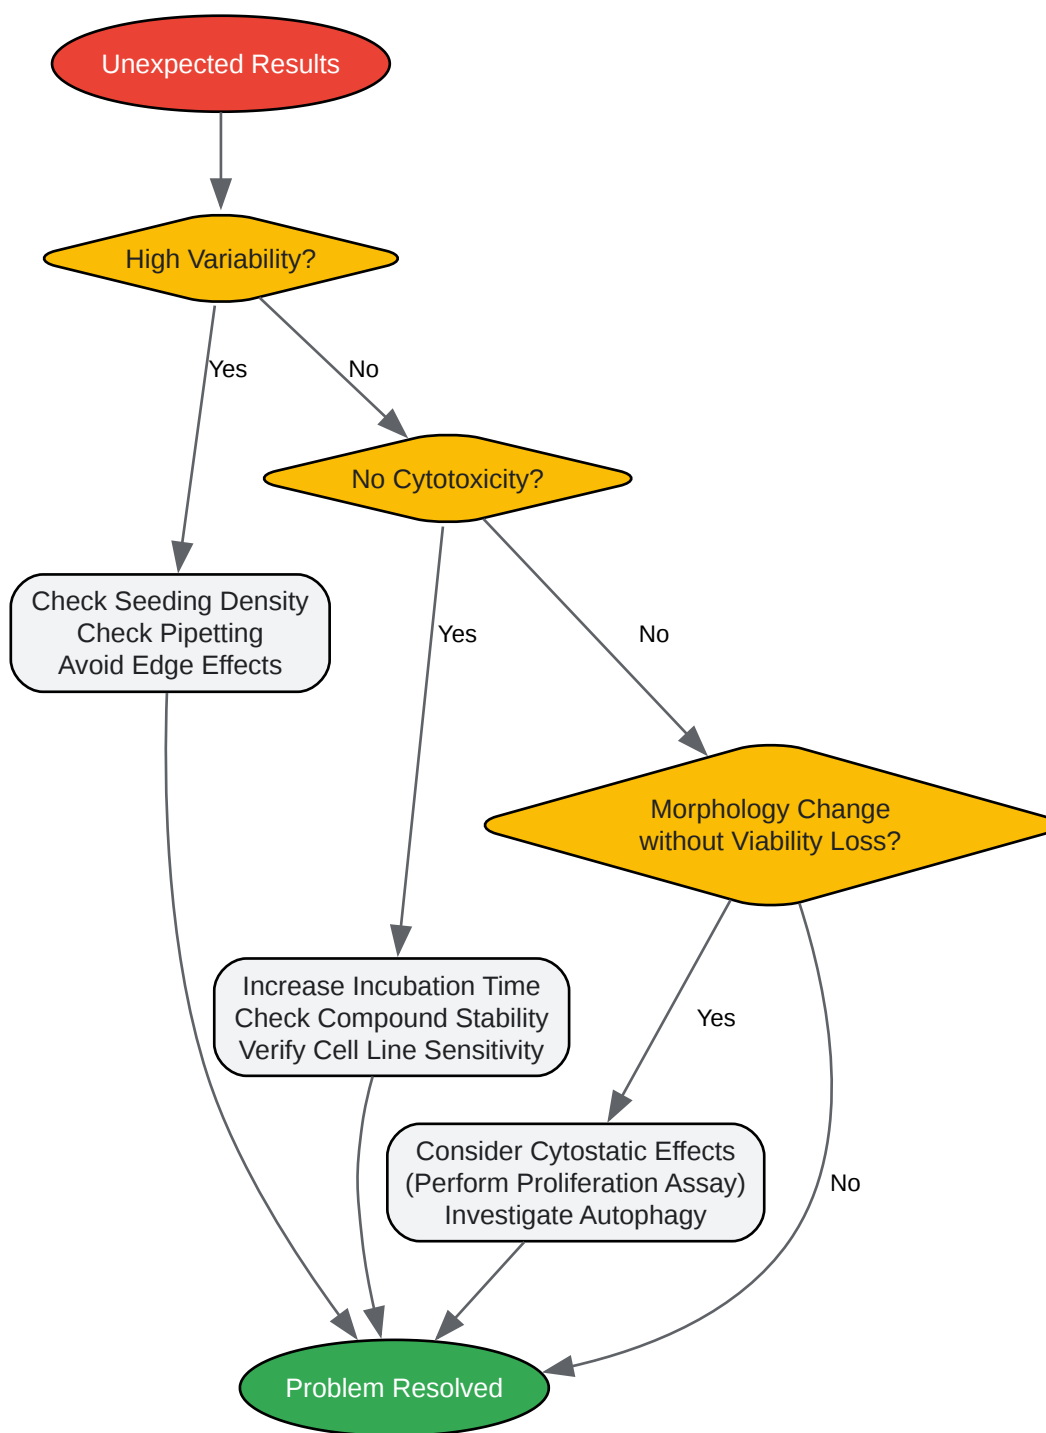 Unexpected Results
High Variability?
Yes
No
No Cytotoxicity?
Check Seeding Density
Check Pipetting
Avoid Edge Effects
Yes
No
Morphology Change
without Viability Loss?
Increase Incubation Time
Check Compound Stability
Verify Cell Line Sensitivity
Yes
Consider Cytostatic Effects
(Perform Proliferation Assay)
Investigate Autophagy
No
Problem Resolved